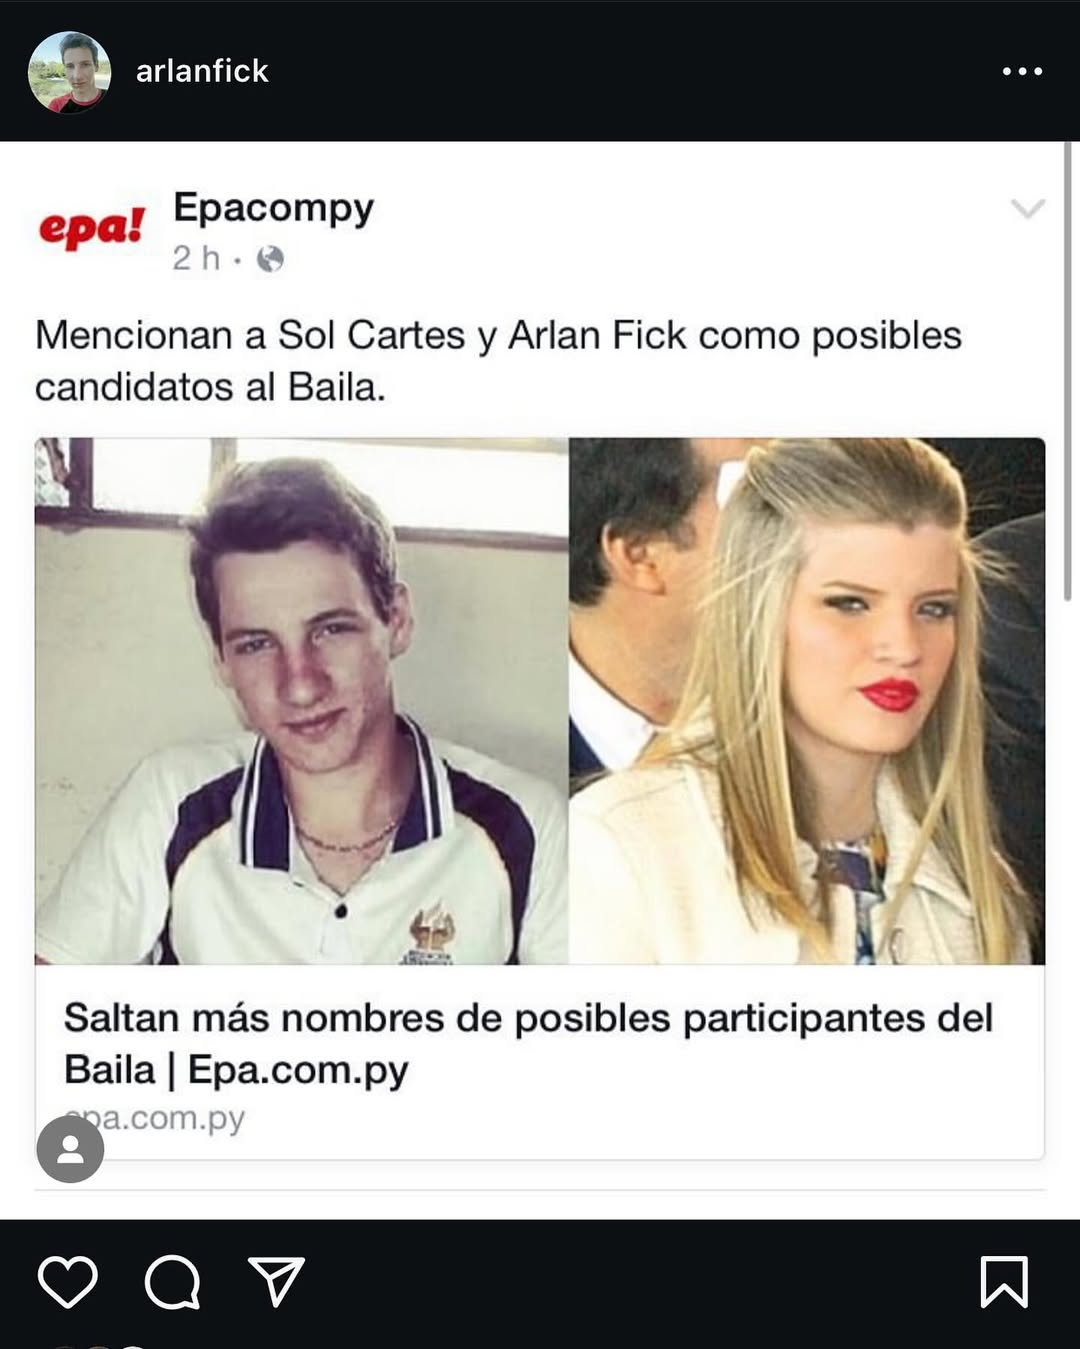 arlanfick
epa!
Epacompy
2 h
Mencionan a Sol Cartes y Arlan Fick como posibles
candidatos al Baila.
Saltan más nombres de posibles participantes del
Baila | Epa.com.py
epa.com.py